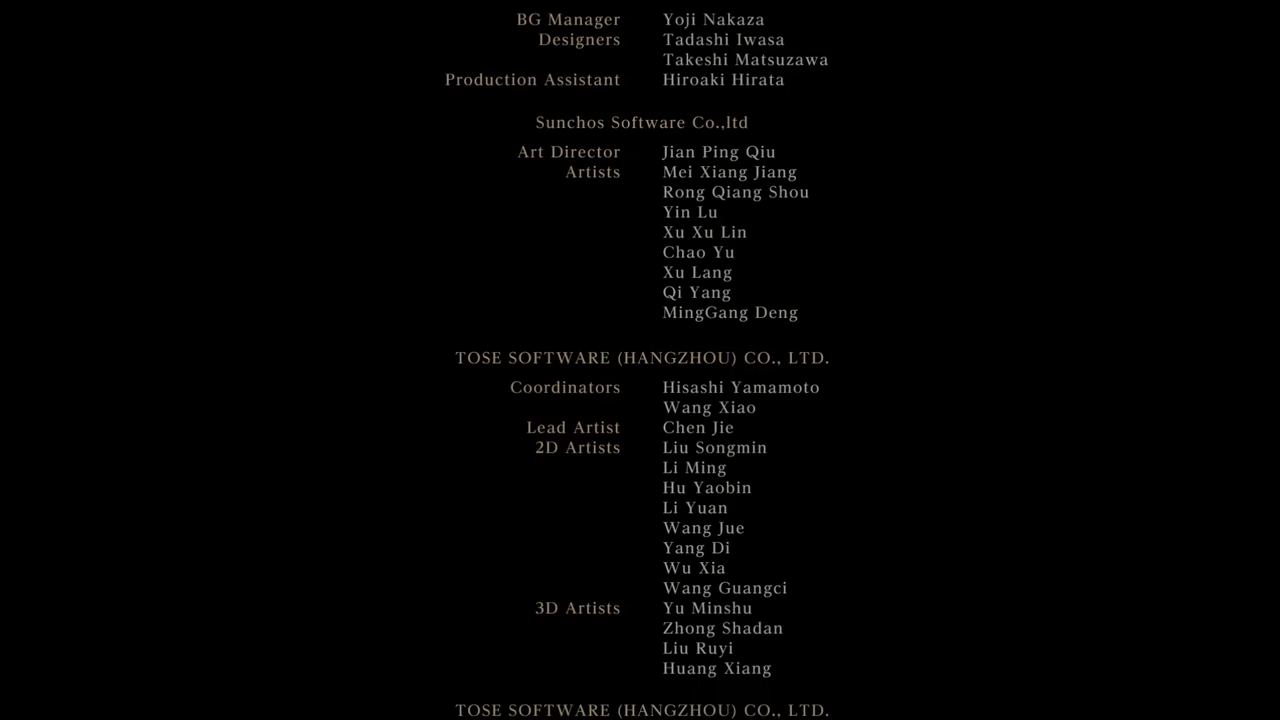 BG Manager Yoji Nakaza
Designers Tadashi Iwasa
Takeshi Matsuzawa
Production Assistant Hiroaki Hirata
Sunchos Software Co.,ltd
Art Director Jian Ping Qiu
Artists Mei Xiang Jiang
Rong Qiang Shou
Yin Lu
Xu Xu Lin
Chao Yu
Xu Lang
Qi Yang
MingGang Deng
TOSE SOFTWARE (HANGZHOU) CO., LTD.
Coordinators Hisashi Yamamoto
Wang Xiao
Lead Artist Chen Jie
2D Artists Liu Songmin
Li Ming
Hu Yaobin
Li Yuan
Wang Jue
Yang Di
Wu Xia
Wang Guangci
3D Artists Yu Minshu
Zhong Shadan
Liu Ruyi
Huang Xiang
TOSE SOFTWARE (HANGZHOU) CO., LTD.